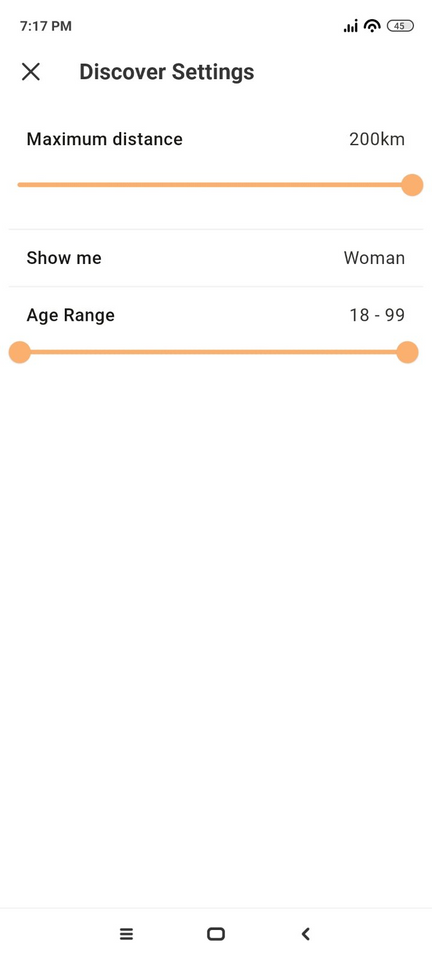 7:17 PM 45
Discover Settings
Maximum distance 200km
Show me Woman
Age Range 18 - 99